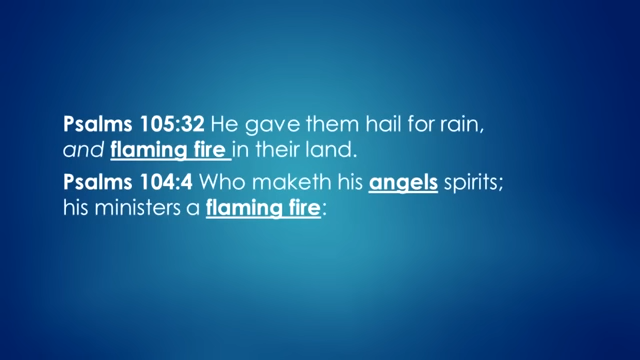 Psalms 105:32 He gave them hail for rain,
and flaming fire in their land.
Psalms 104:4 Who maketh his angels spirits;
his ministers a flaming fire: